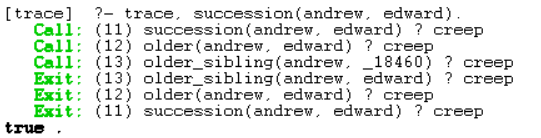 [trace]  ?- trace, succession(andrew, edward).
   Call: (11) succession(andrew, edward) ? creep
   Call: (12) older(andrew, edward) ? creep
   Call: (13) older_sibling(andrew, _18460) ? creep
   Exit: (13) older_sibling(andrew, edward) ? creep
   Exit: (12) older(andrew, edward) ? creep
   Exit: (11) succession(andrew, edward) ? creep
true .